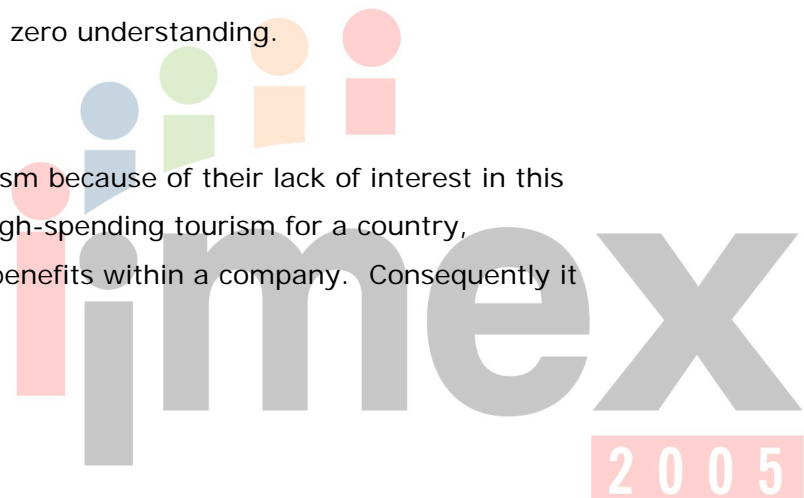 zero understanding.
sm because of their lack of interest in this
gh-spending tourism for a country,
benefits within a company.  Consequently it
imex
2005